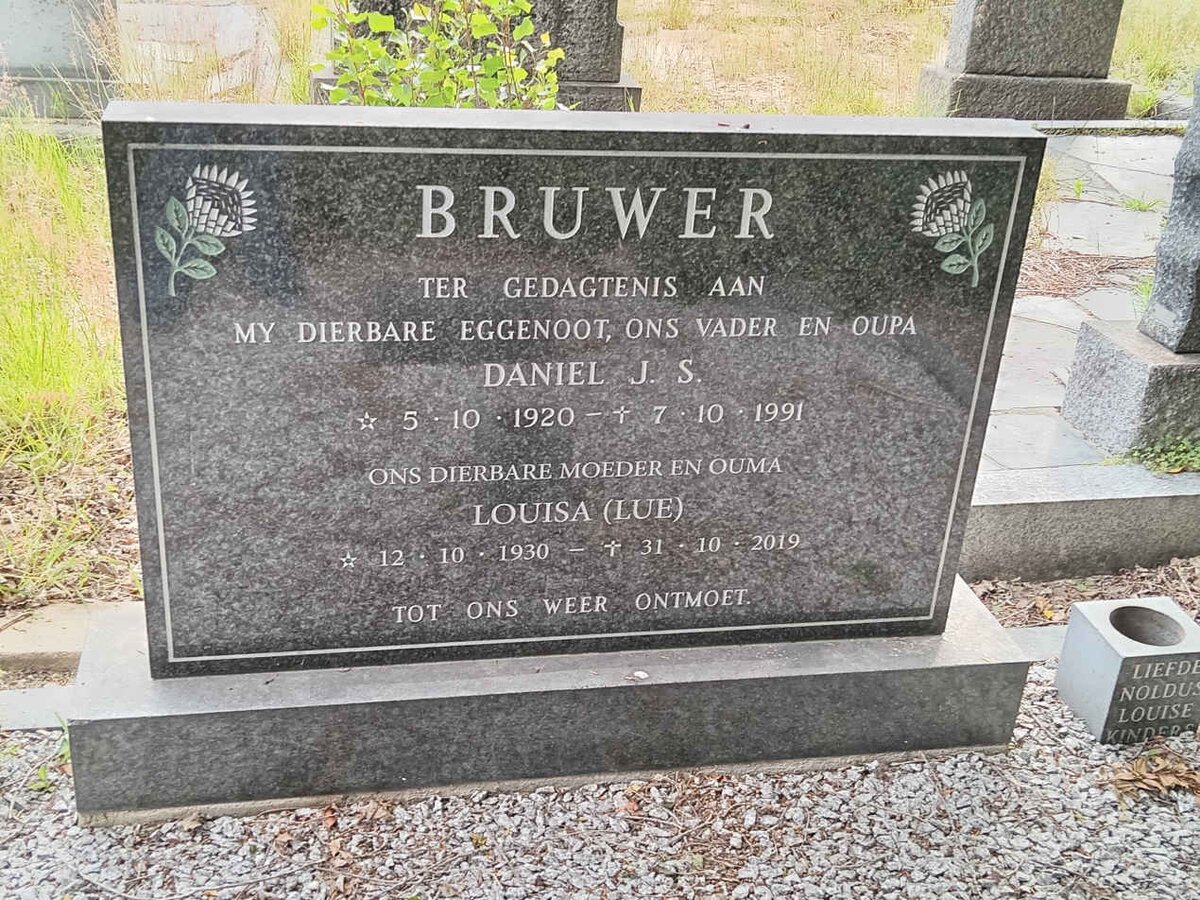 BRUWER
TER GEDAGTENIS AAN
MY DIERBARE EGGENOOT, ONS VADER EN OUPA
DANIEL J. S.
☆ 5 · 10 · 1920 – † 7 · 10 · 1991
ONS DIERBARE MOEDER EN OUMA
LOUISA (LUE)
☆ 12 · 10 · 1930 – † 31 · 10 · 2019
TOT ONS WEER ONTMOET.
LIEFDE
NOLDUS
LOUISE